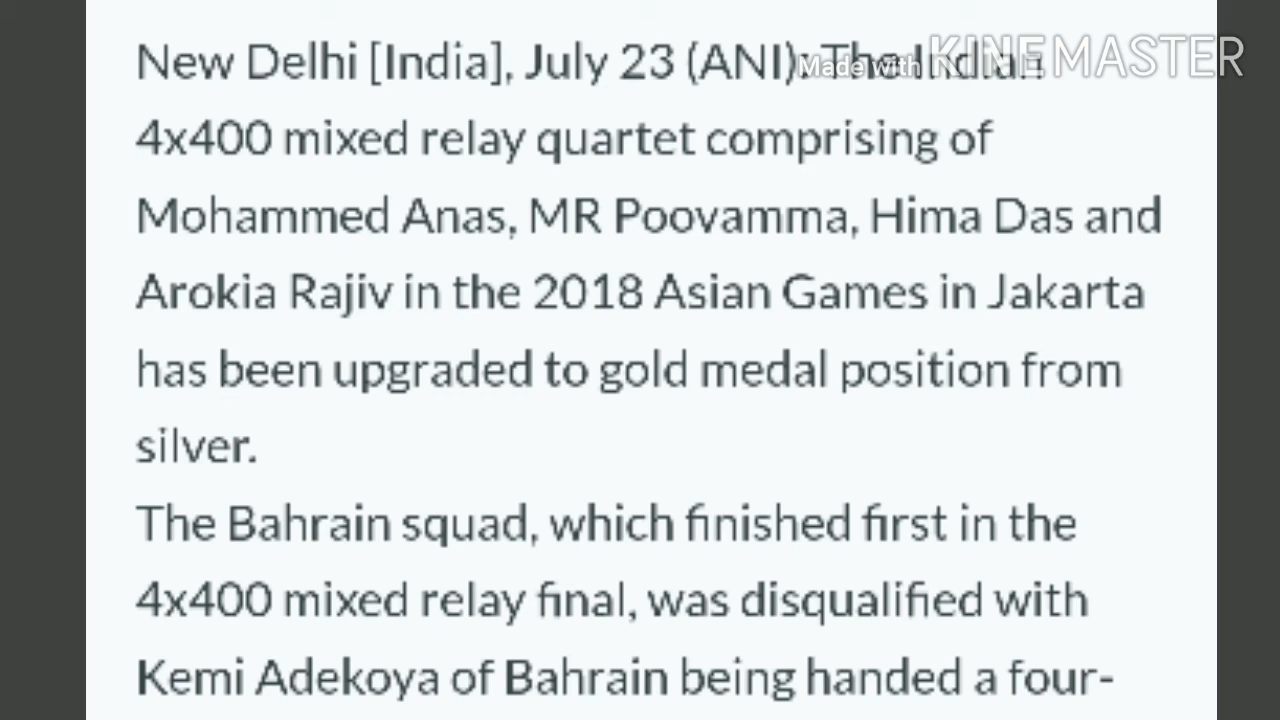 New Delhi [India], July 23 (ANI): The Indian
Made with KINEMASTER
4x400 mixed relay quartet comprising of
Mohammed Anas, MR Poovamma, Hima Das and
Arokia Rajiv in the 2018 Asian Games in Jakarta
has been upgraded to gold medal position from
silver.
The Bahrain squad, which finished first in the
4x400 mixed relay final, was disqualified with
Kemi Adekoya of Bahrain being handed a four-